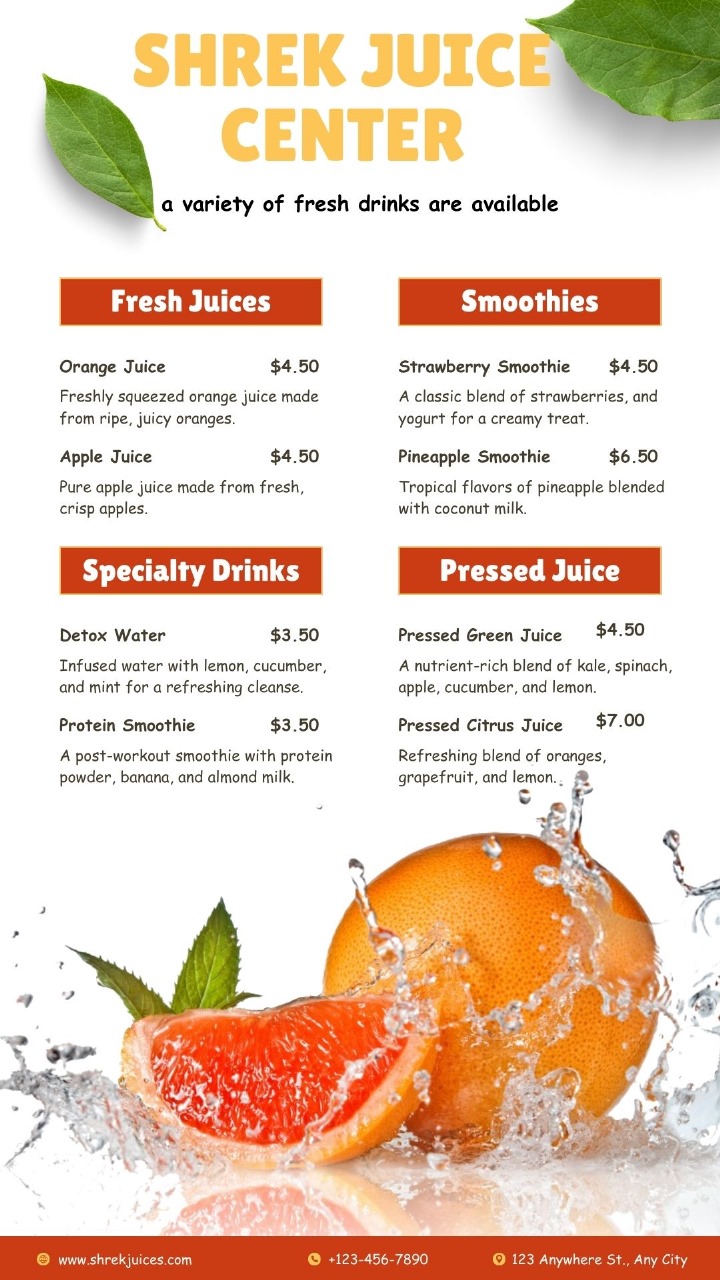 SHREK JUICE
CENTER
a variety of fresh drinks are available
Fresh Juices
Orange Juice $4.50
Freshly squeezed orange juice made
from ripe, juicy oranges.
Apple Juice $4.50
Pure apple juice made from fresh,
crisp apples.
Smoothies
Strawberry Smoothie $4.50
A classic blend of strawberries, and
yogurt for a creamy treat.
Pineapple Smoothie $6.50
Tropical flavors of pineapple blended
with coconut milk.
Specialty Drinks
Detox Water $3.50
Infused water with lemon, cucumber,
and mint for a refreshing cleanse.
Protein Smoothie $3.50
A post-workout smoothie with protein
powder, banana, and almond milk.
Pressed Juice
Pressed Green Juice $4.50
A nutrient-rich blend of kale, spinach,
apple, cucumber, and lemon.
Pressed Citrus Juice $7.00
Refreshing blend of oranges,
grapefruit, and lemon.
www.shrekjuices.com +123-456-7890 123 Anywhere St., Any City